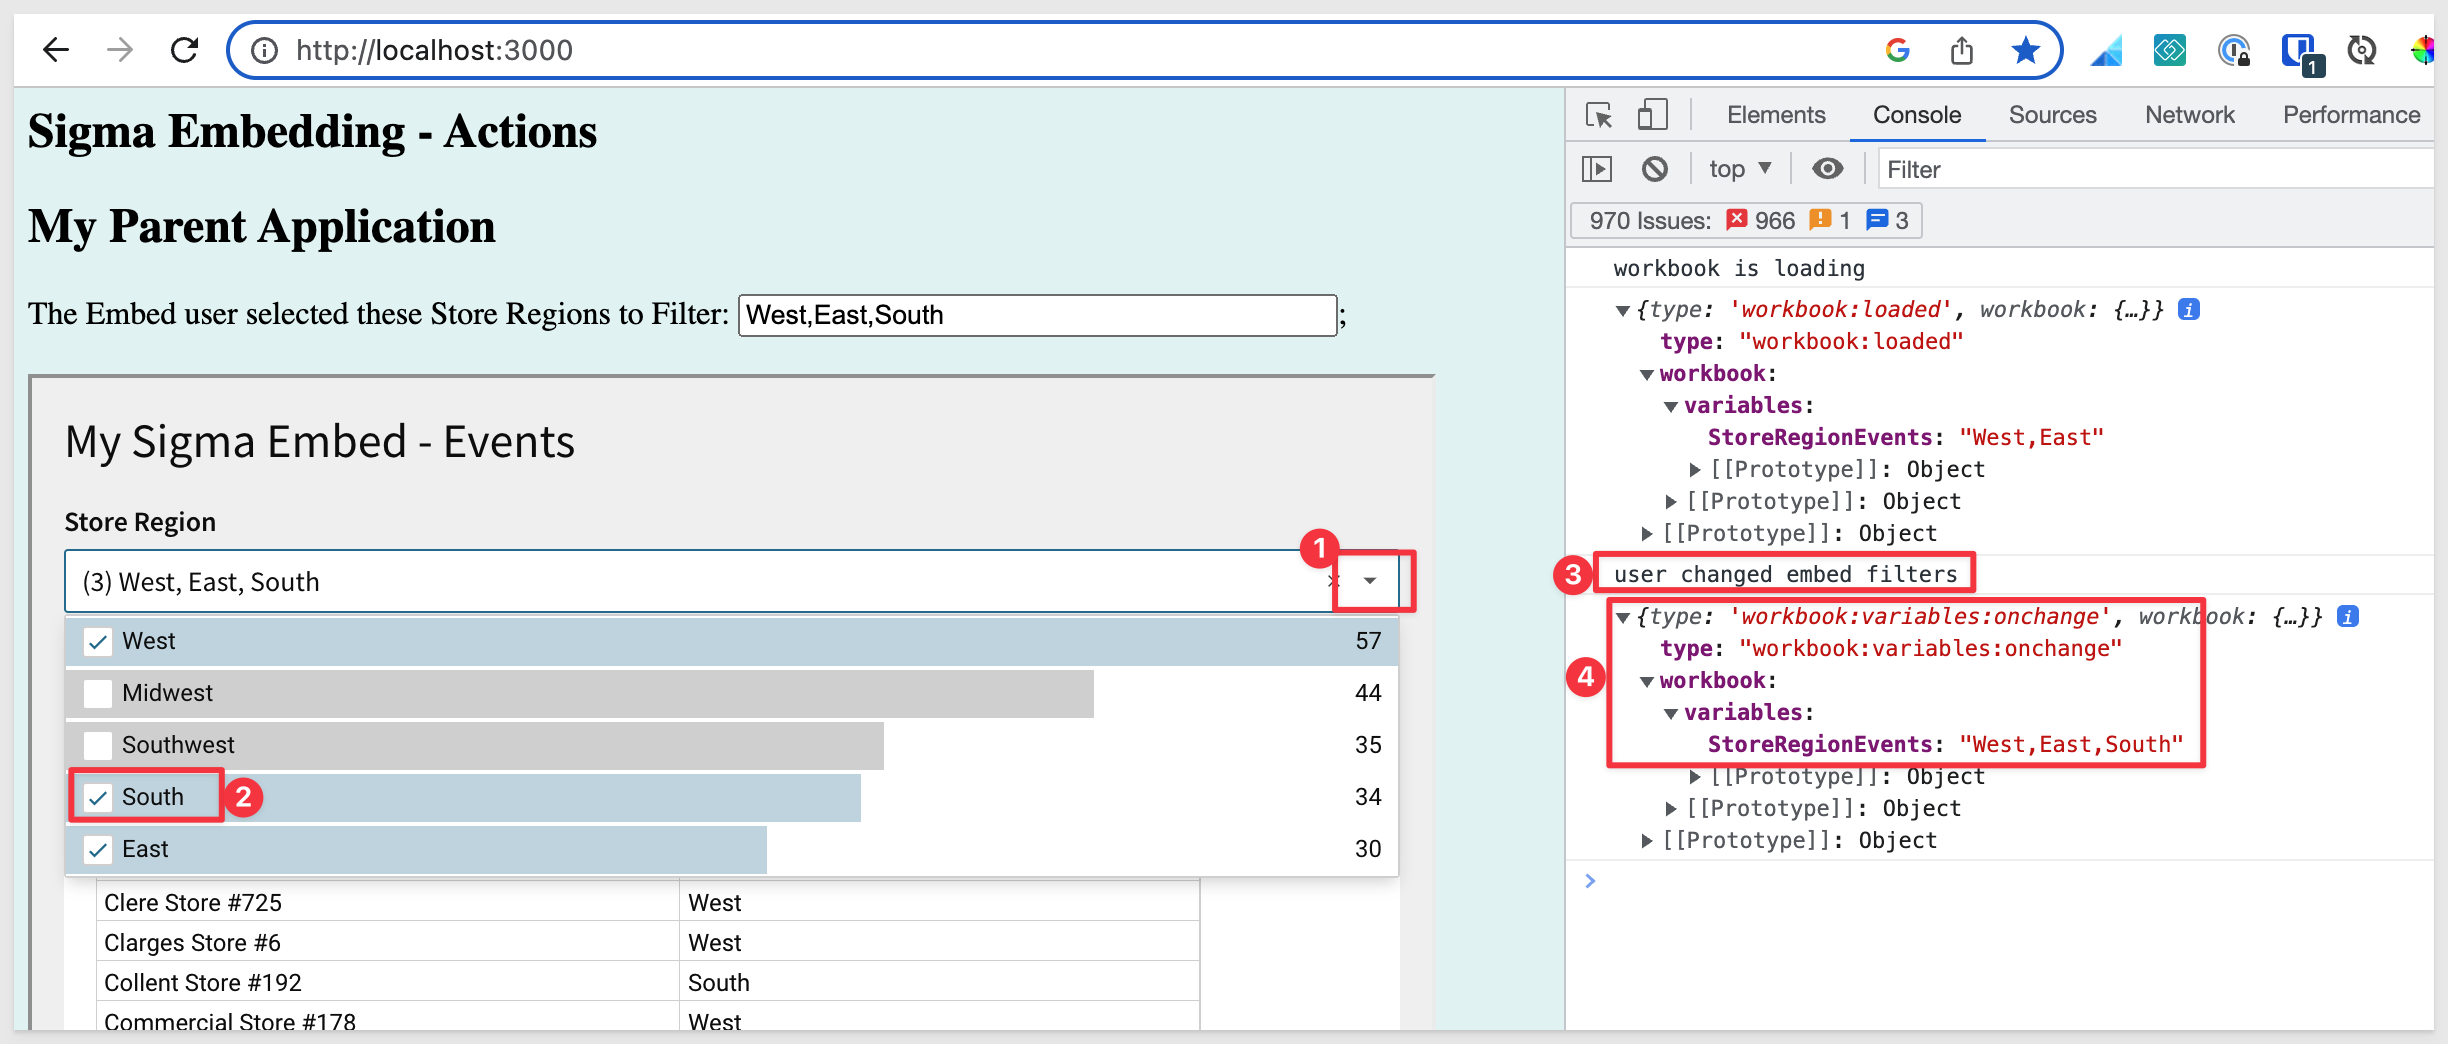 http://localhost:3000
1
Sigma Embedding - Actions
My Parent Application
The Embed user selected these Store Regions to Filter: West,East,South ;
My Sigma Embed - Events
Store Region
(3) West, East, South
1
West 57
Midwest 44
Southwest 35
South 34
2
East 30
Clere Store #725 West
Clarges Store #6 West
Collent Store #192 South
Commercial Store #178 West
Elements Console Sources Network Performance
top ▼ Filter
970 Issues: 966 1 3
workbook is loading
▼{type: 'workbook:loaded', workbook: {…}} i
type: "workbook:loaded"
▼workbook:
▼variables:
StoreRegionEvents: "West,East"
▶[[Prototype]]: Object
▶[[Prototype]]: Object
▶[[Prototype]]: Object
3
user changed embed filters
▼{type: 'workbook:variables:onchange', workbook: {…}} i
type: "workbook:variables:onchange"
4
▼workbook:
▼variables:
StoreRegionEvents: "West,East,South"
▶[[Prototype]]: Object
▶[[Prototype]]: Object
▶[[Prototype]]: Object